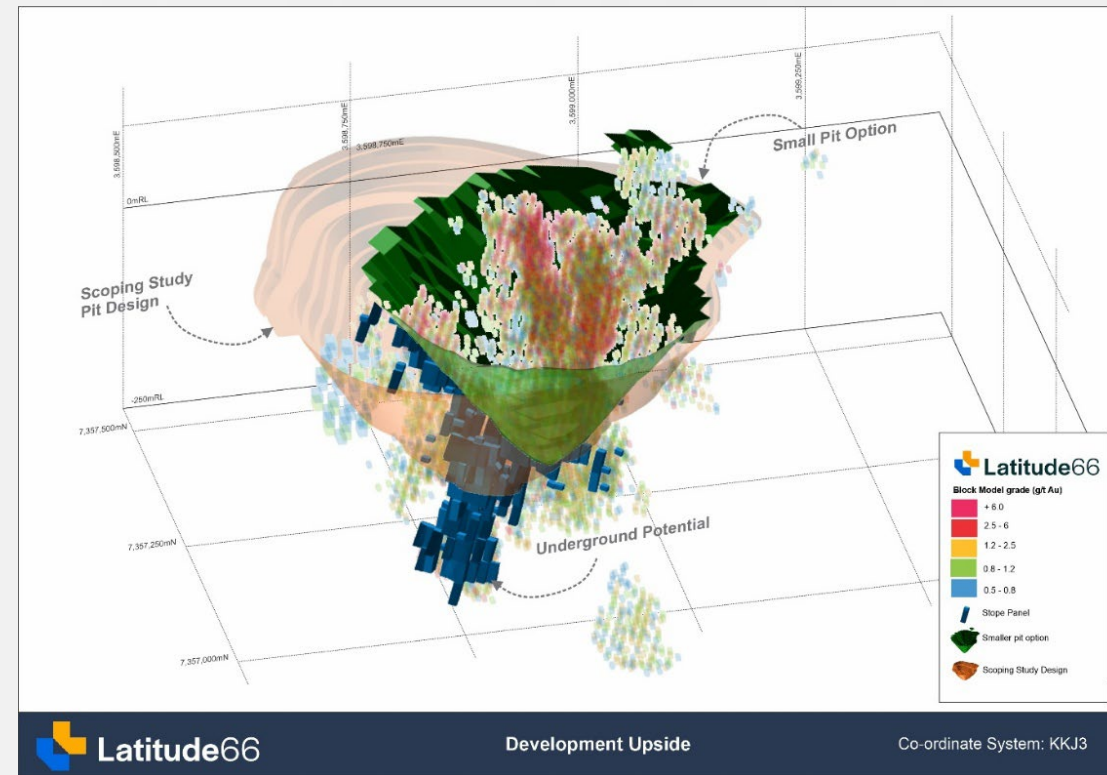 3,598,500mE
3,598,750mE
3,598,750mE
3,599,000mE
3,599,250mE
Small Pit Option
0mRL
Scoping Study
Pit Design
-250mRL
7,357,500mN
7,357,250mN
Underground Potential
7,357,000mN
Latitude66
Block Model grade (g/t Au)
+ 6.0
2.5 - 6
1.2 - 2.5
0.8 - 1.2
0.5 - 0.8
Stope Panel
Smaller pit option
Scoping Study Design
Latitude66
Development Upside
Co-ordinate System: KKJ3